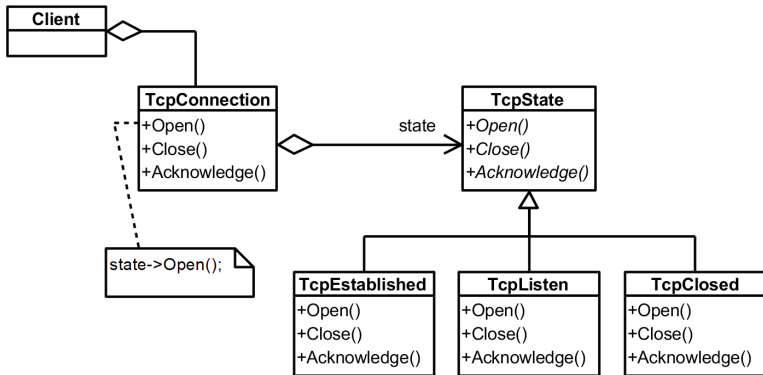 Client
TcpConnection
+Open()
+Close()
+Acknowledge()
state
TcpState
+Open()
+Close()
+Acknowledge()
state->Open();
TcpEstablished
+Open()
+Close()
+Acknowledge()
TcpListen
+Open()
+Close()
+Acknowledge()
TcpClosed
+Open()
+Close()
+Acknowledge()